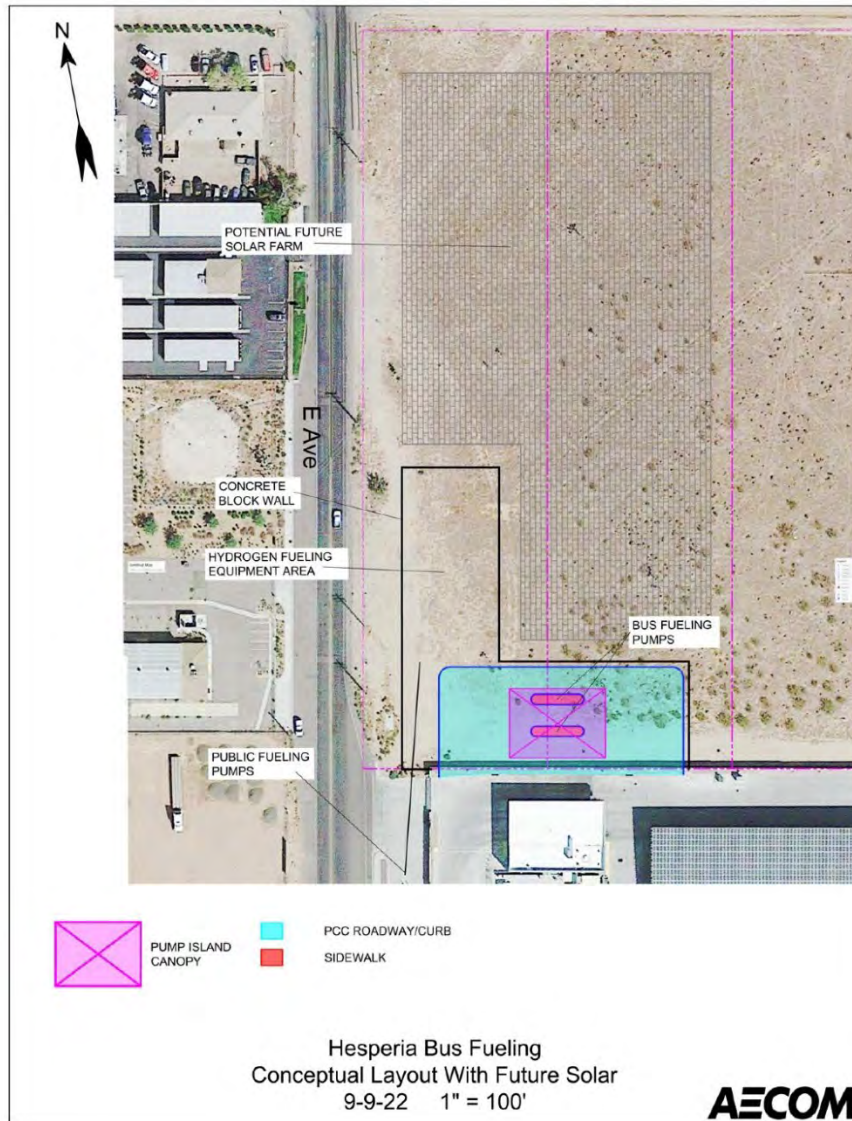 N
POTENTIAL FUTURE
SOLAR FARM
E Ave
CONCRETE
BLOCK WALL
HYDROGEN FUELING
EQUIPMENT AREA
BUS FUELING
PUMPS
PUBLIC FUELING
PUMPS
PUMP ISLAND
CANOPY
PCC ROADWAY/CURB
SIDEWALK
Hesperia Bus Fueling
Conceptual Layout With Future Solar
9-9-22 1" = 100'
AECOM